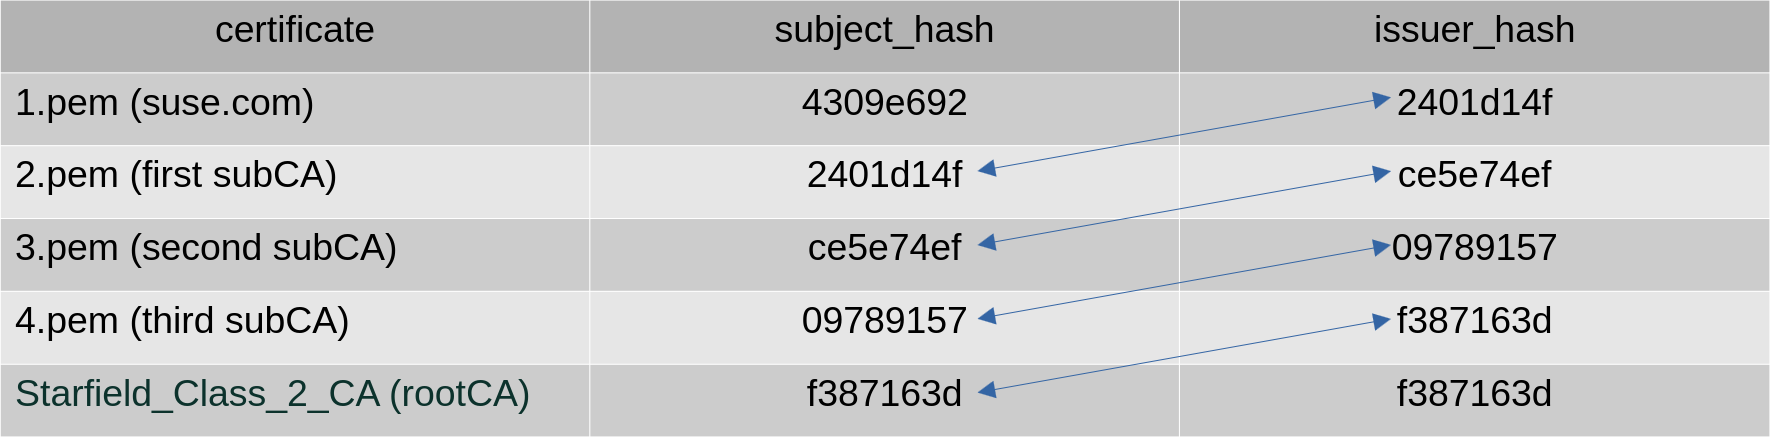 certificate subject_hash issuer_hash
1.pem (suse.com) 4309e692 2401d14f
2.pem (first subCA) 2401d14f ce5e74ef
3.pem (second subCA) ce5e74ef 09789157
4.pem (third subCA) 09789157 f387163d
Starfield_Class_2_CA (rootCA) f387163d f387163d